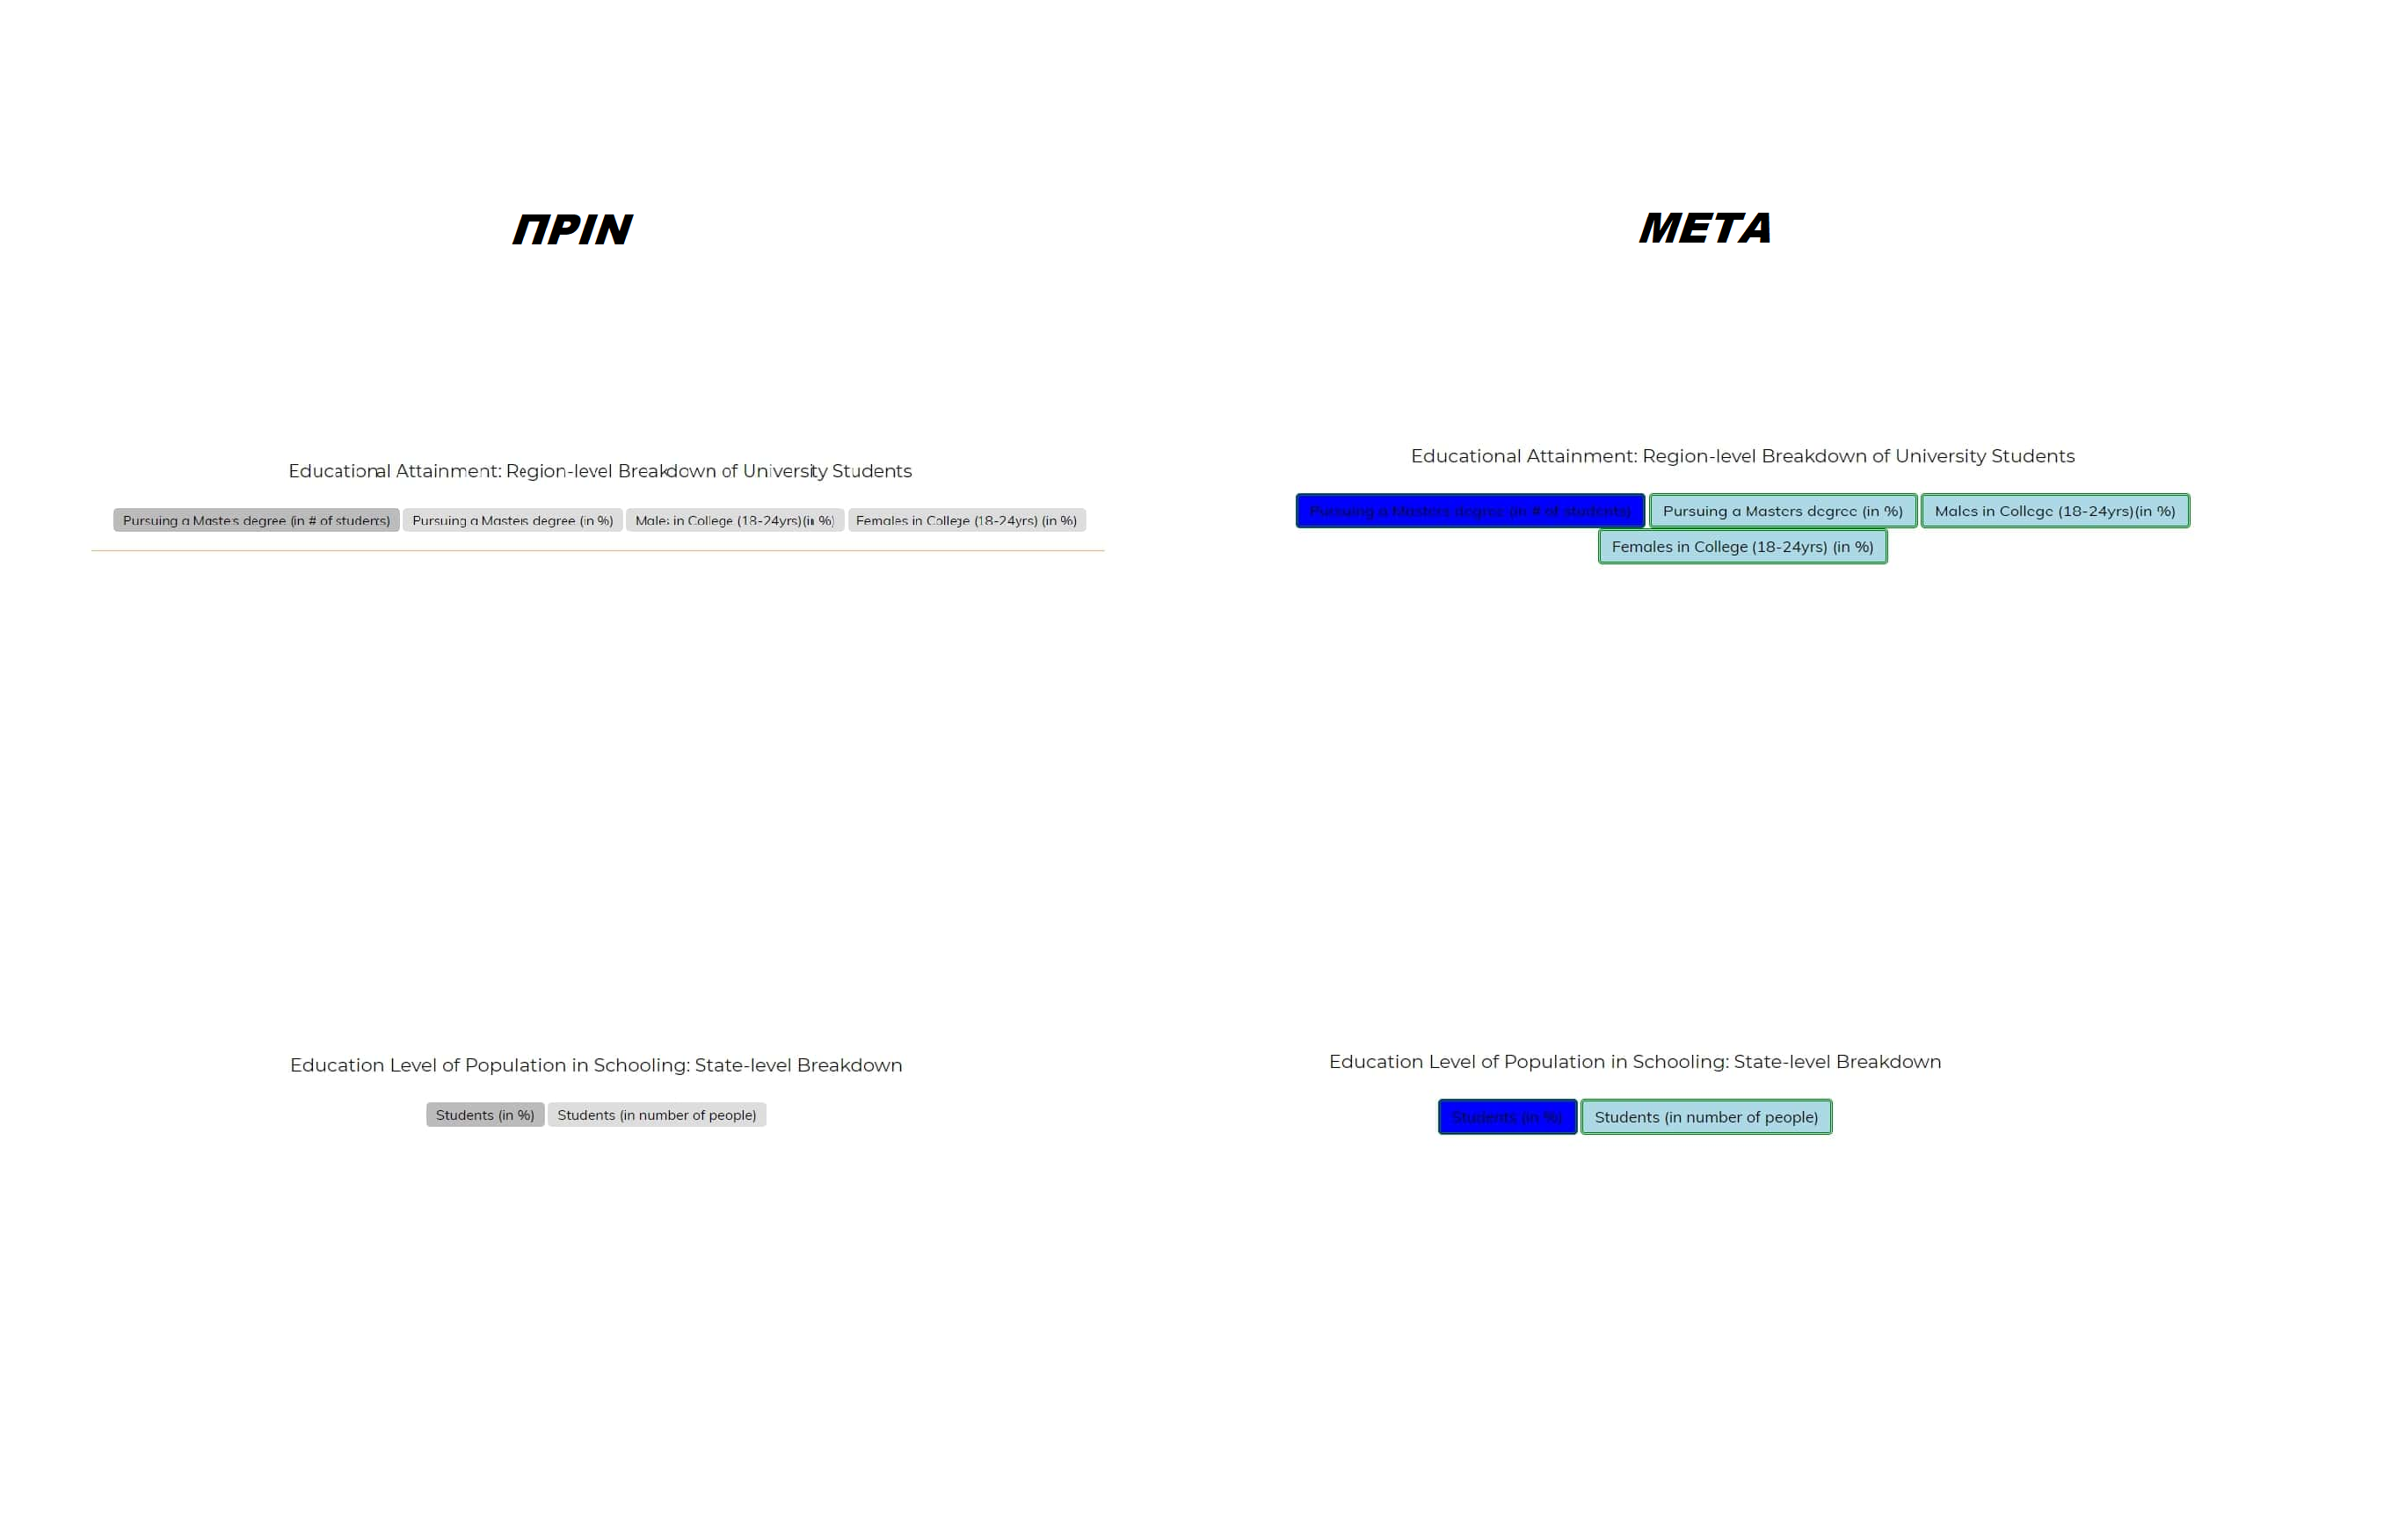 ΠΡΙΝ
Educational Attainment: Region-level Breakdown of University Students
Pursuing a Masters degree (in # of students) Pursuing a Masters degree (in %) Males in College (18-24yrs)(in %) Females in College (18-24yrs) (in %)
Education Level of Population in Schooling: State-level Breakdown
Students (in %) Students (in number of people)
ΜΕΤΑ
Educational Attainment: Region-level Breakdown of University Students
Pursuing a Masters degree (in # of students) Pursuing a Masters degree (in %) Males in College (18-24yrs)(in %)
Females in College (18-24yrs) (in %)
Education Level of Population in Schooling: State-level Breakdown
Students (in %) Students (in number of people)